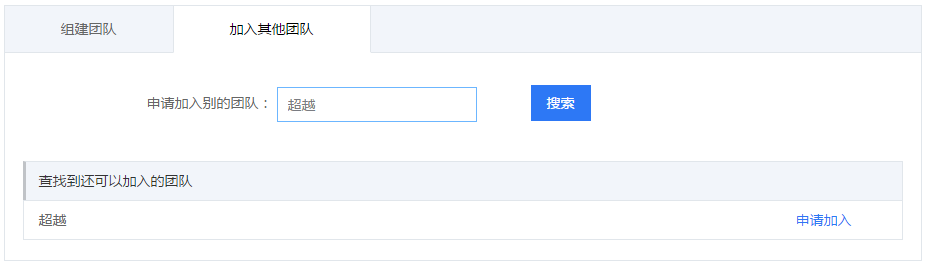 组建团队 加入其他团队
申请加入别的团队： 超越 搜索
查找到还可以加入的团队
超越 申请加入